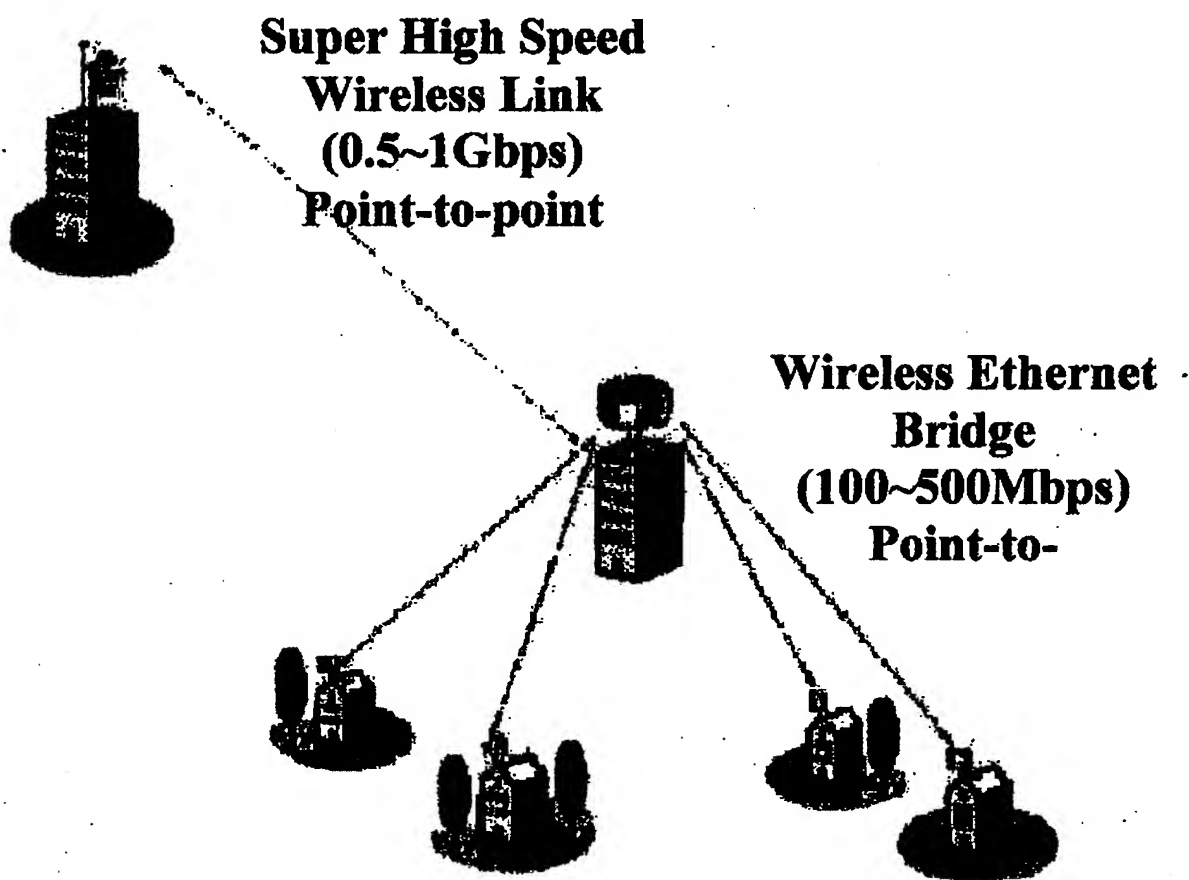 Super High Speed
Wireless Link
(0.5~1Gbps)
Point-to-point
Wireless Ethernet
Bridge
(100~500Mbps)
Point-to-